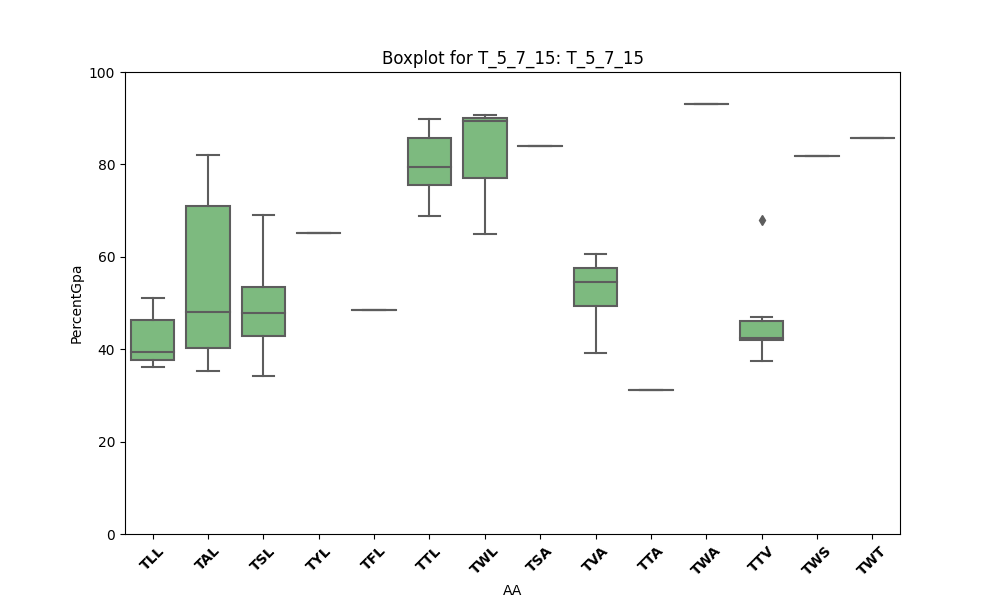 Boxplot for T_5_7_15: T_5_7_15
100
80
60
40
20
0
PercentGpa
TLL TAL TSL TYL TFL TTL TWL TSA TVA TTA TWA TTV TWS TWT
AA